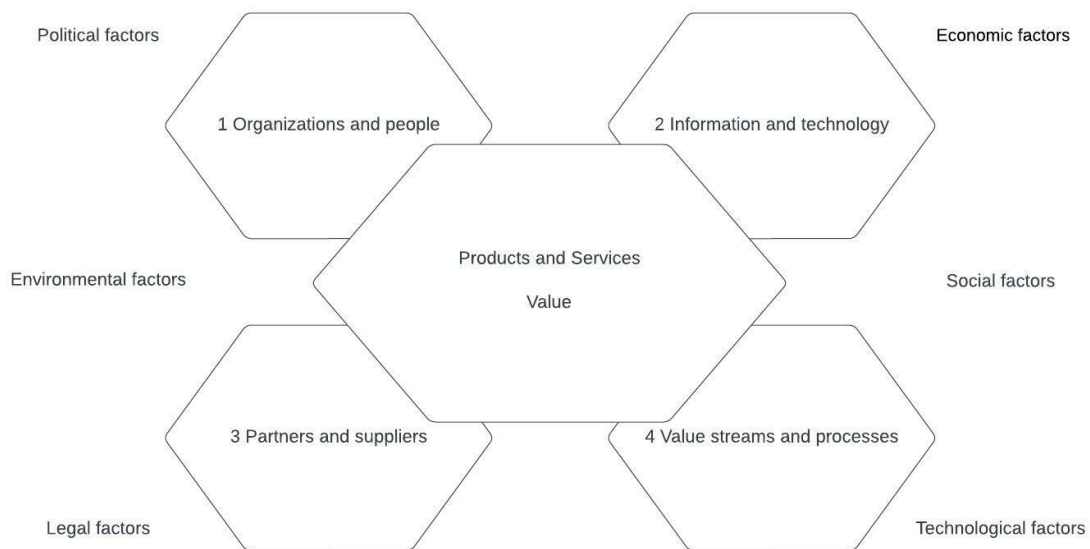 Political factors
Economic factors
1 Organizations and people
2 Information and technology
Products and Services
Value
Environmental factors
Social factors
3 Partners and suppliers
4 Value streams and processes
Legal factors
Technological factors